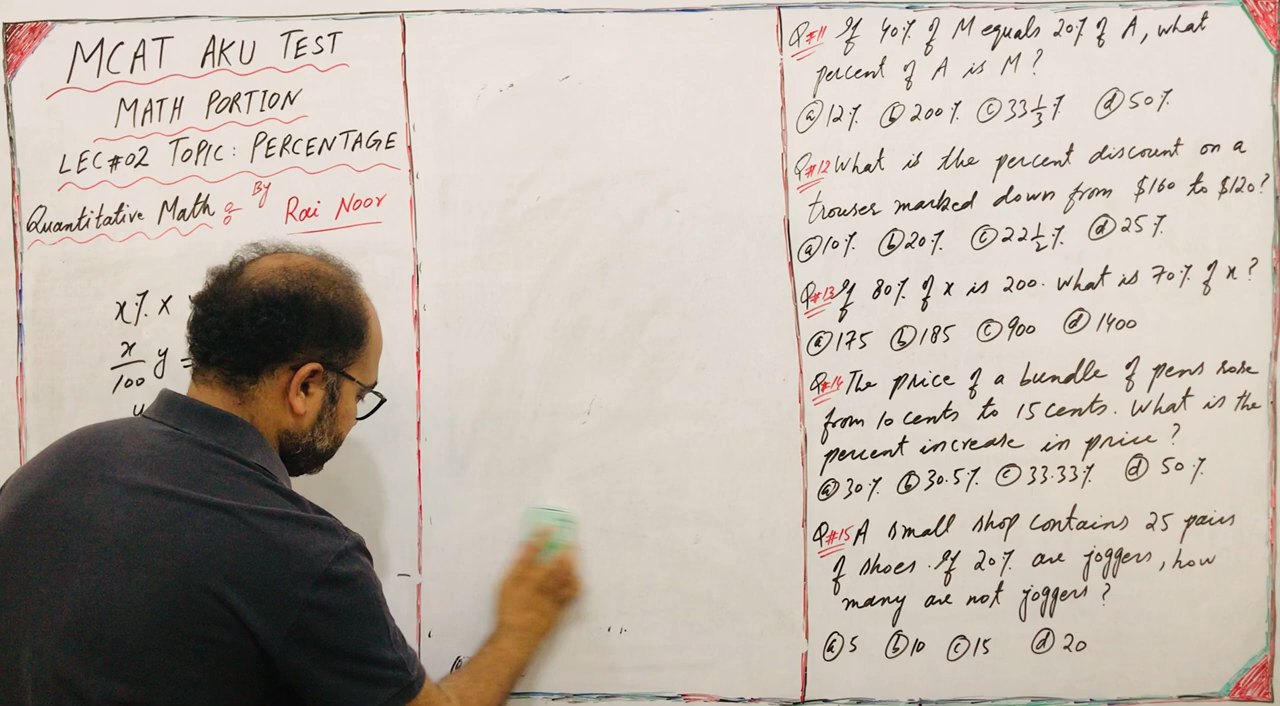 MCAT AKU TEST
MATH PORTION
LEC#02 TOPIC: PERCENTAGE
Quantitative Math By Rai Noor
x% x
x/100 y =
Q#11 If 40% of M equals 20% of A, what
percent of A is M?
(a) 12% (b) 200% (c) 33 1/3 % (d) 50%
Q#12 What is the percent discount on a
trouser marked down from $160 to $120?
(a) 10% (b) 20% (c) 22 1/2 % (d) 25%
Q#13 If 80% of x is 200. What is 70% of x?
(a) 175 (b) 185 (c) 900 (d) 1400
Q#14 The price of a bundle of pens rose
from 10 cents to 15 cents. What is the
percent increase in price?
(a) 30% (b) 30.5% (c) 33.33% (d) 50%
Q#15 A small shop contains 25 pairs
of shoes. If 20% are joggers, how
many are not joggers?
(a) 5 (b) 10 (c) 15 (d) 20